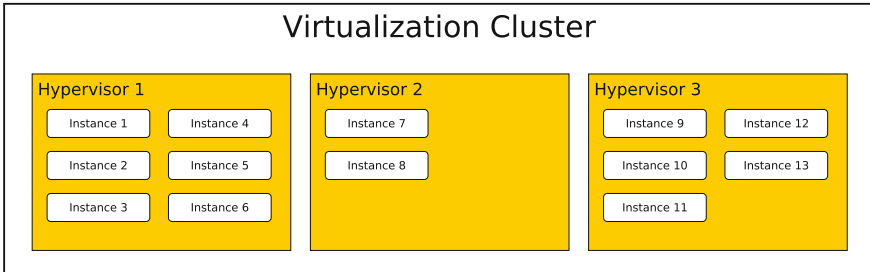 Virtualization Cluster
Hypervisor 1
Instance 1
Instance 4
Instance 2
Instance 5
Instance 3
Instance 6
Hypervisor 2
Instance 7
Instance 8
Hypervisor 3
Instance 9
Instance 12
Instance 10
Instance 13
Instance 11